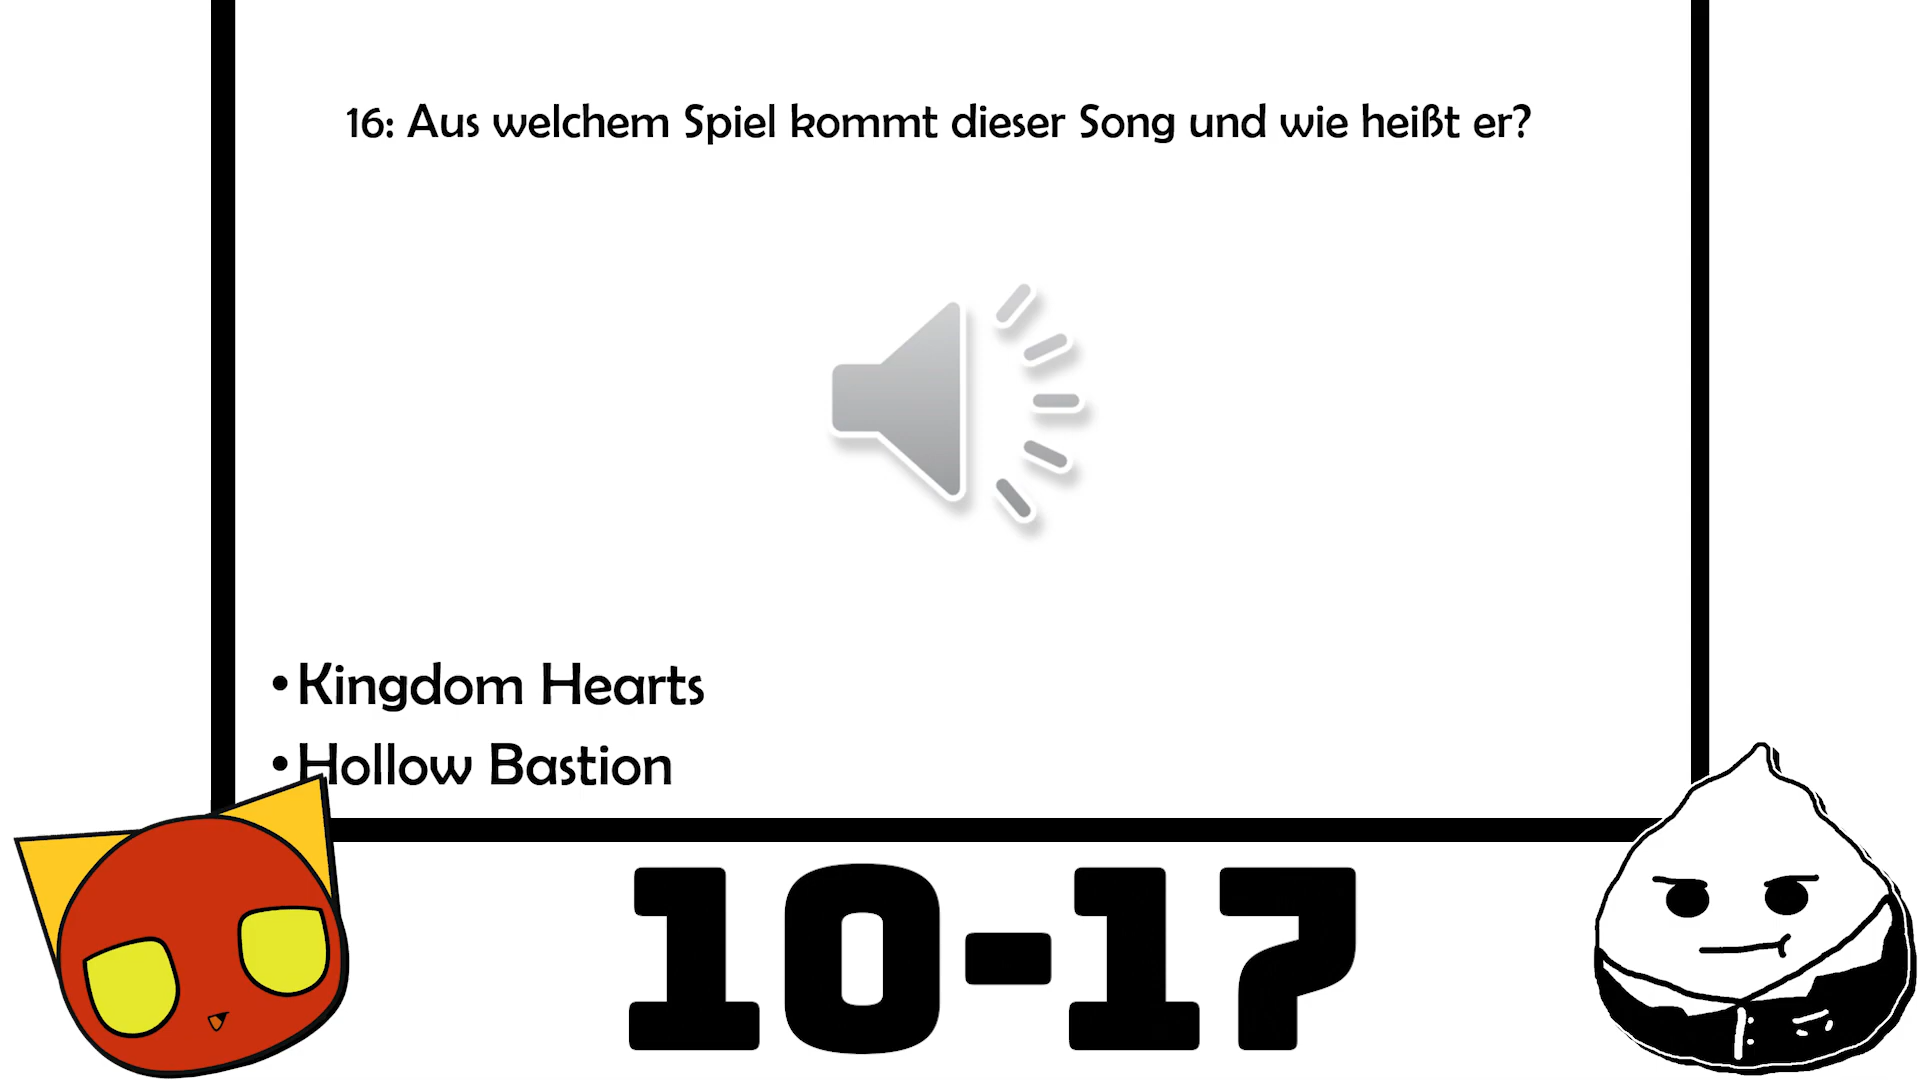 16: Aus welchem Spiel kommt dieser Song und wie heißt er?
•Kingdom Hearts
•Hollow Bastion
10-17